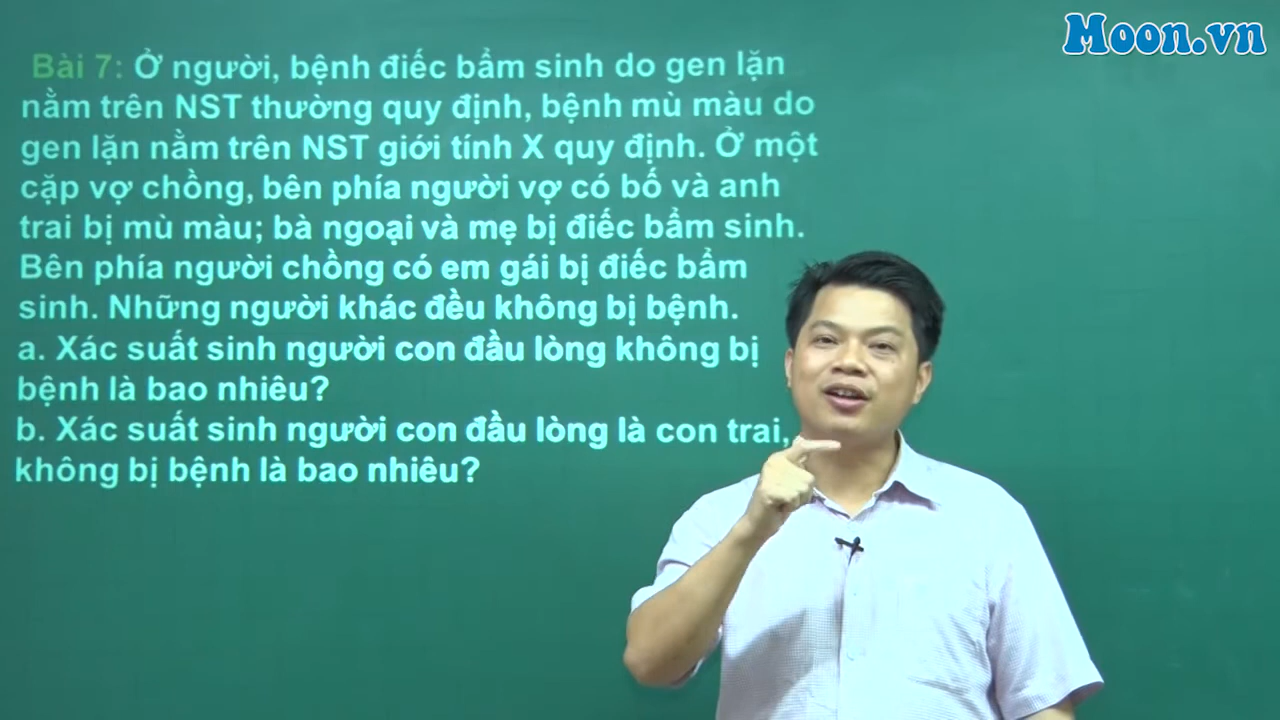 Moon.vn
Bài 7: Ở người, bệnh điếc bẩm sinh do gen lặn
nằm trên NST thường quy định, bệnh mù màu do
gen lặn nằm trên NST giới tính X quy định. Ở một
cặp vợ chồng, bên phía người vợ có bố và anh
trai bị mù màu; bà ngoại và mẹ bị điếc bẩm sinh.
Bên phía người chồng có em gái bị điếc bẩm
sinh. Những người khác đều không bị bệnh.
a. Xác suất sinh người con đầu lòng không bị
bệnh là bao nhiêu?
b. Xác suất sinh người con đầu lòng là con trai,
không bị bệnh là bao nhiêu?